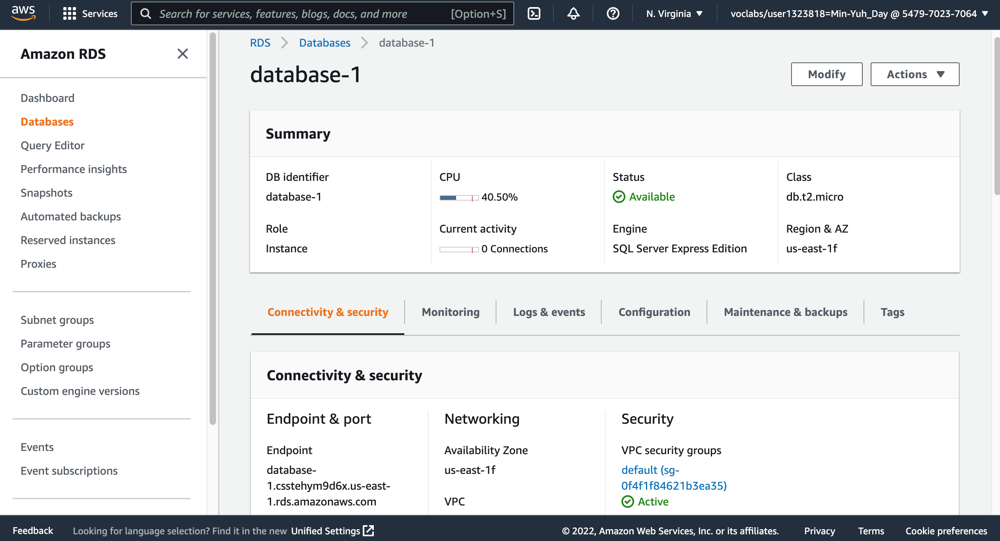 aws
Services
Search for services, features, blogs, docs, and more [Option+S]
N. Virginia
voclabs/user1323818=Min-Yuh_Day @ 5479-7023-7064
Amazon RDS
Dashboard
Databases
Query Editor
Performance insights
Snapshots
Automated backups
Reserved instances
Proxies
Subnet groups
Parameter groups
Option groups
Custom engine versions
Events
Event subscriptions
RDS Databases database-1
database-1
Modify
Actions
Summary
DB identifier
database-1
CPU
40.50%
Status
Available
Class
db.t2.micro
Role
Instance
Current activity
0 Connections
Engine
SQL Server Express Edition
Region & AZ
us-east-1f
Connectivity & security
Monitoring
Logs & events
Configuration
Maintenance & backups
Tags
Connectivity & security
Endpoint & port
Endpoint
database-
1.csstehym9d6x.us-east-
1.rds.amazonaws.com
Networking
Availability Zone
us-east-1f
VPC
Security
VPC security groups
default (sg-
0f4f1f84621b3ea35)
Active
Feedback
Looking for language selection? Find it in the new Unified Settings
© 2022, Amazon Web Services, Inc. or its affiliates.
Privacy
Terms
Cookie preferences